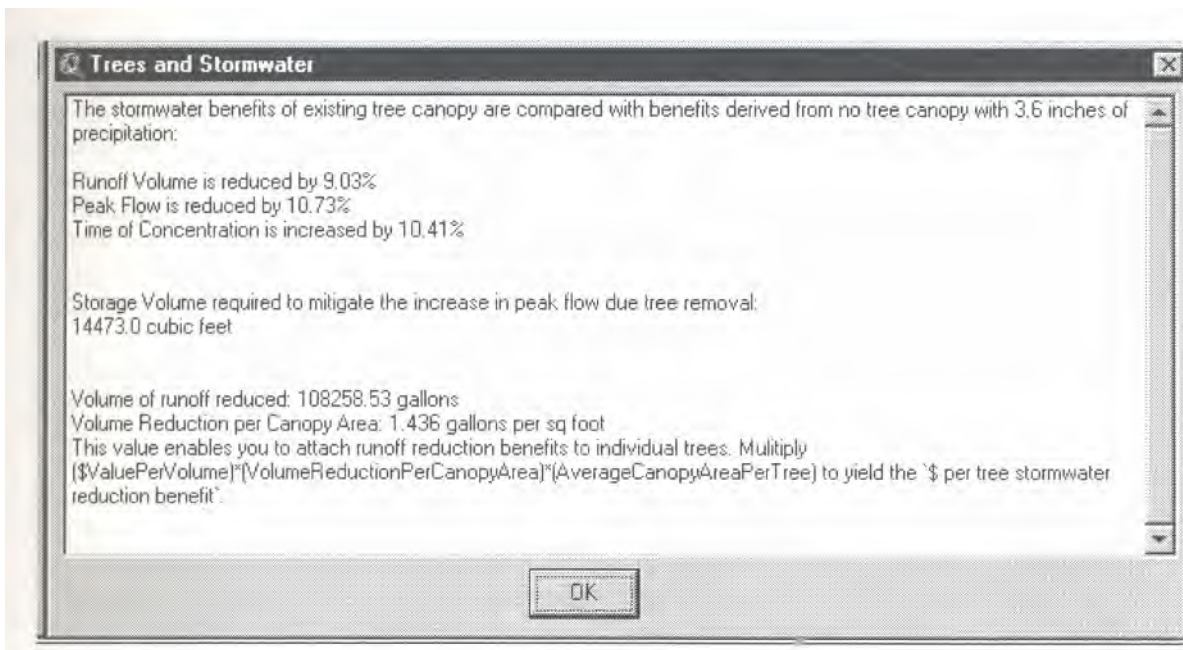 Trees and Stormwater
The stormwater benefits of existing tree canopy are compared with benefits derived from no tree canopy with 3.6 inches of
precipitation:
Runoff Volume is reduced by 9.03%
Peak Flow is reduced by 10.73%
Time of Concentration is increased by 10.41%
Storage Volume required to mitigate the increase in peak flow due tree removal:
14473.0 cubic feet
Volume of runoff reduced: 108258.53 gallons
Volume Reduction per Canopy Area: 1.436 gallons per sq foot
This value enables you to attach runoff reduction benefits to individual trees. Mulitiply
($ValuePerVolume)*(VolumeReductionPerCanopyArea)*(AverageCanopyAreaPerTree) to yield the `$ per tree stormwater
reduction benefit`.
OK